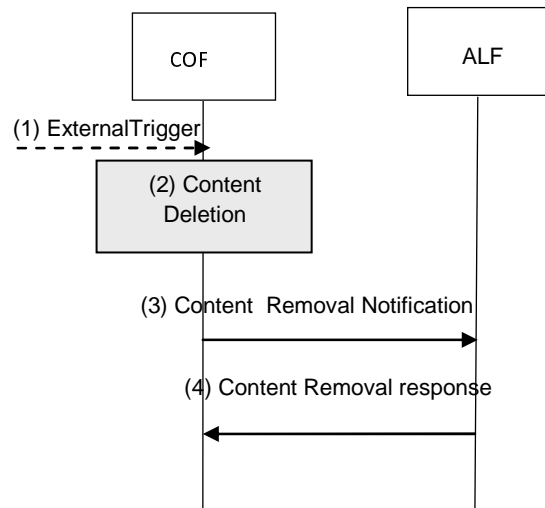 COF
ALF
(1) ExternalTrigger
(2) Content
Deletion
(3) Content Removal Notification
(4) Content Removal response